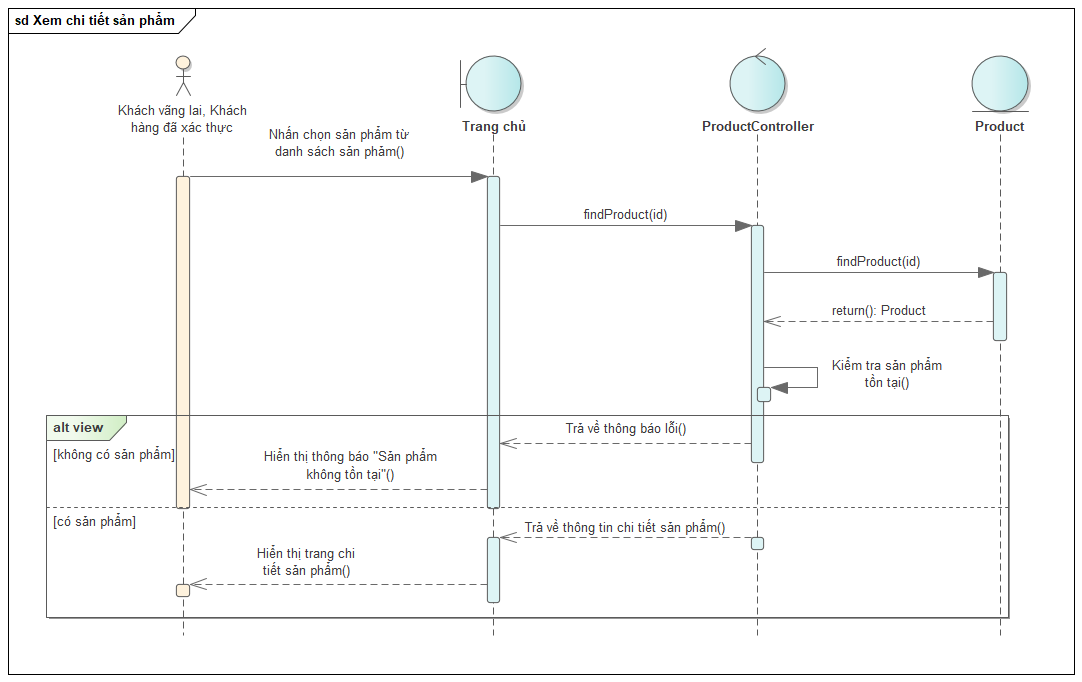 sd Xem chi tiết sản phẩm
Khách vãng lai, Khách
hàng đã xác thực
Trang chủ
ProductController
Product
Nhấn chọn sản phẩm từ
danh sách sản phẩm()
findProduct(id)
findProduct(id)
return(): Product
Kiểm tra sản phẩm
tồn tại()
alt view
[không có sản phẩm]
Trả về thông báo lỗi()
Hiển thị thông báo "Sản phẩm
không tồn tại"()
[có sản phẩm]
Trả về thông tin chi tiết sản phẩm()
Hiển thị trang chi
tiết sản phẩm()